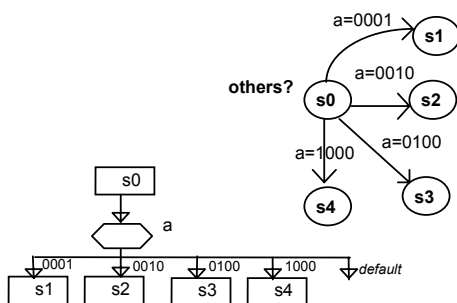 a=0001
s1
a=0010
others?
s0
s2
a=0100
a=1000
s3
s4
s0
a
0001
0010
0100
1000
default
s1
s2
s3
s4